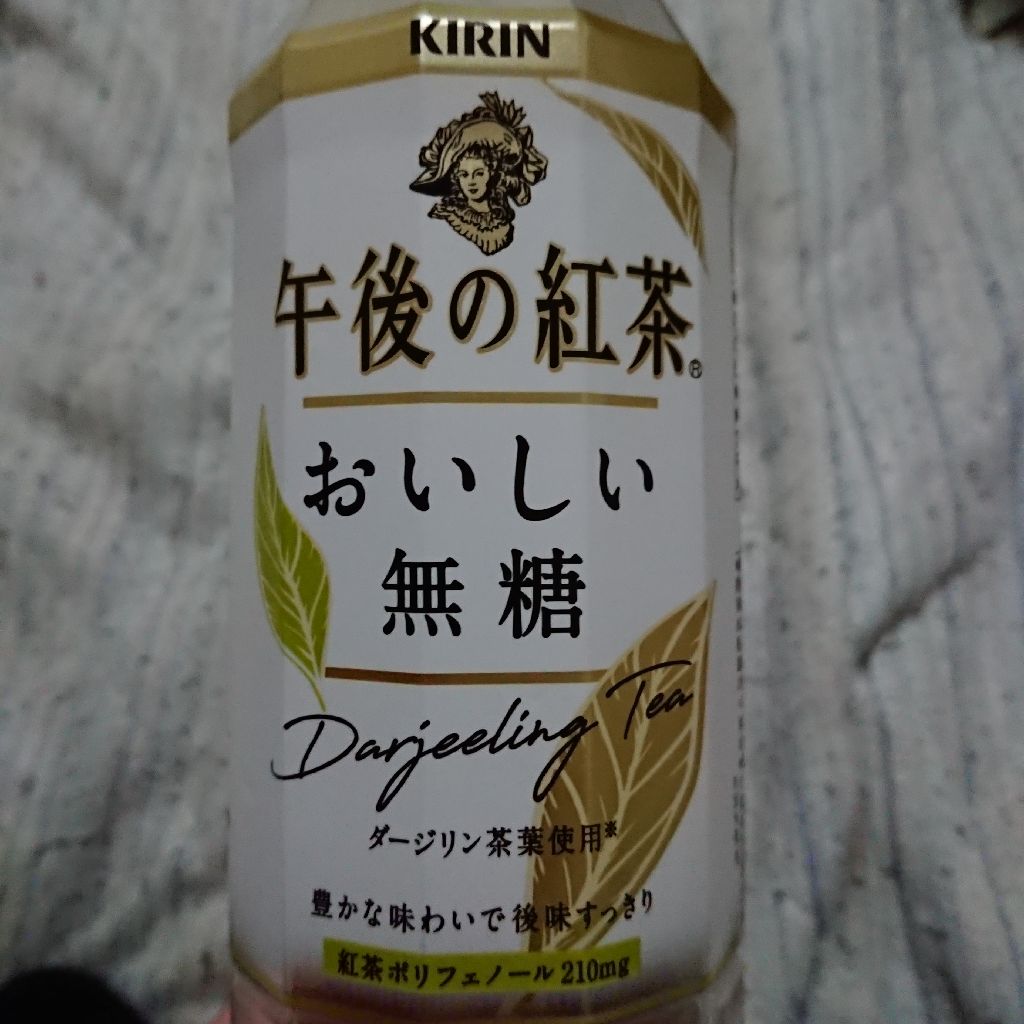 KIRIN
午後の紅茶®
おいしい
無糖
Darjeeling Tea
ダージリン茶葉使用※
豊かな味わいで後味すっきり
紅茶ポリフェノール210mg